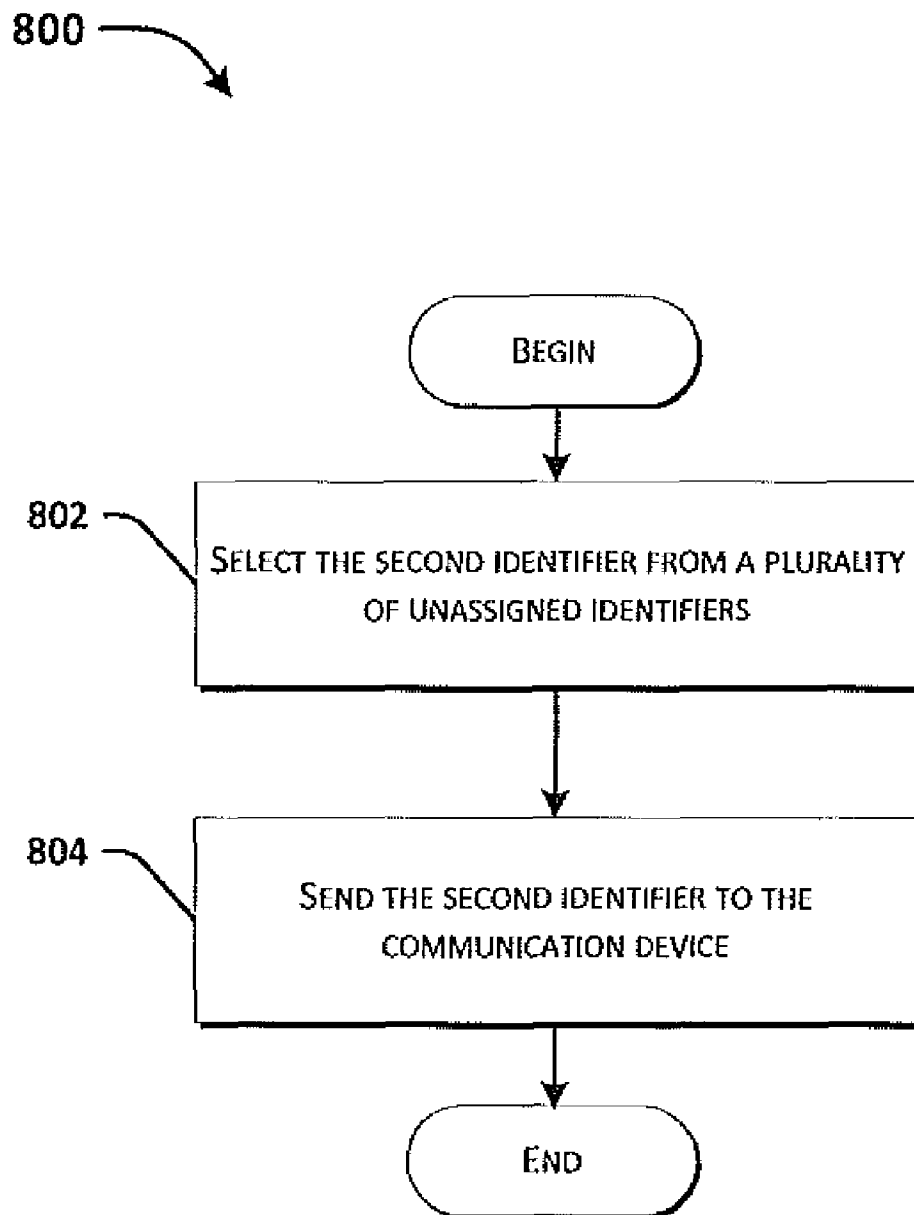 800
BEGIN
802
SELECT THE SECOND IDENTIFIER FROM A PLURALITY
OF UNASSIGNED IDENTIFIERS
804
SEND THE SECOND IDENTIFIER TO THE
COMMUNICATION DEVICE
END